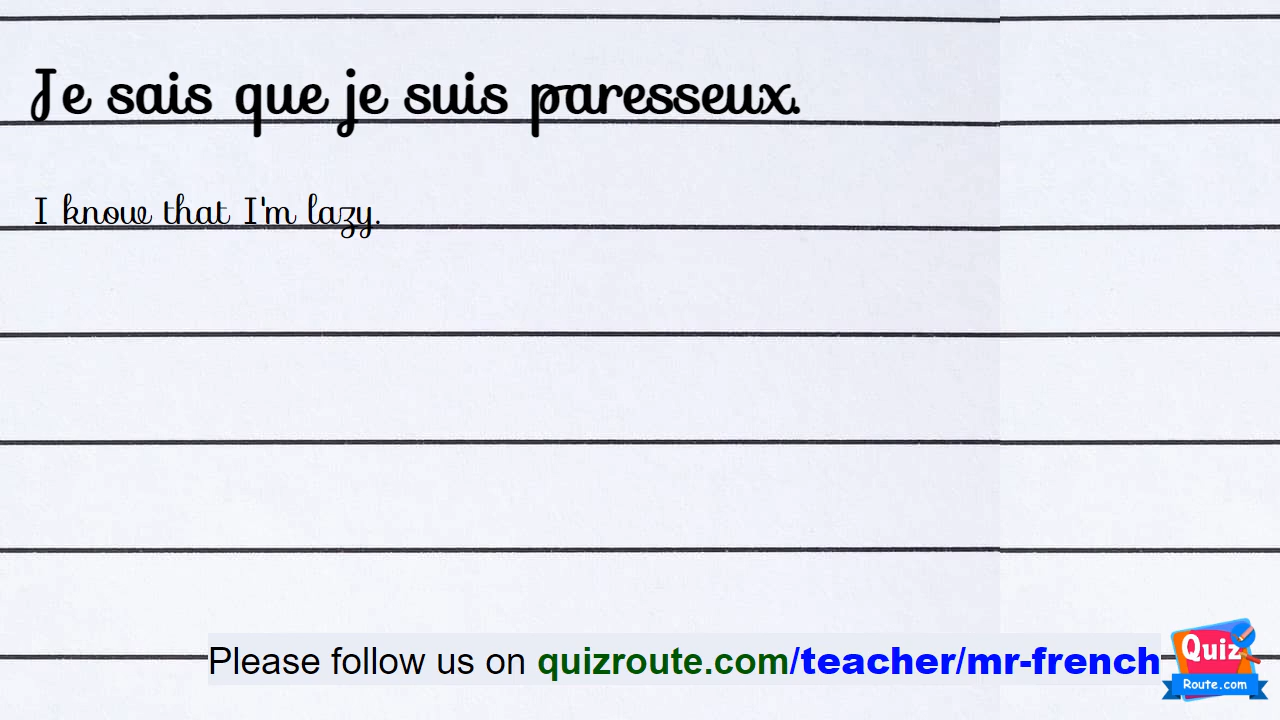 Je sais que je suis paresseux.
I know that I'm lazy.
Please follow us on quizroute.com/teacher/mr-french
Quiz
Route.com